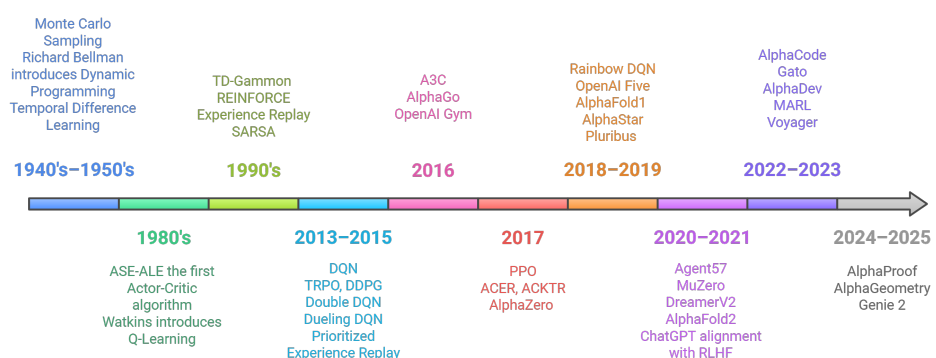 Monte Carlo
Sampling
Richard Bellman
introduces Dynamic
Programming
Temporal Difference
Learning
1940's–1950's
1980's
ASE-ALE the first
Actor-Critic
algorithm
Watkins introduces
Q-Learning
TD-Gammon
REINFORCE
Experience Replay
SARSA
1990's
2013–2015
DQN
TRPO, DDPG
Double DQN
Dueling DQN
Prioritized
Experience Replay
A3C
AlphaGo
OpenAI Gym
2016
2017
PPO
ACER, ACKTR
AlphaZero
Rainbow DQN
OpenAI Five
AlphaFold1
AlphaStar
Pluribus
2018–2019
2020–2021
Agent57
MuZero
DreamerV2
AlphaFold2
ChatGPT alignment
with RLHF
AlphaCode
Gato
AlphaDev
MARL
Voyager
2022–2023
2024–2025
AlphaProof
AlphaGeometry
Genie 2